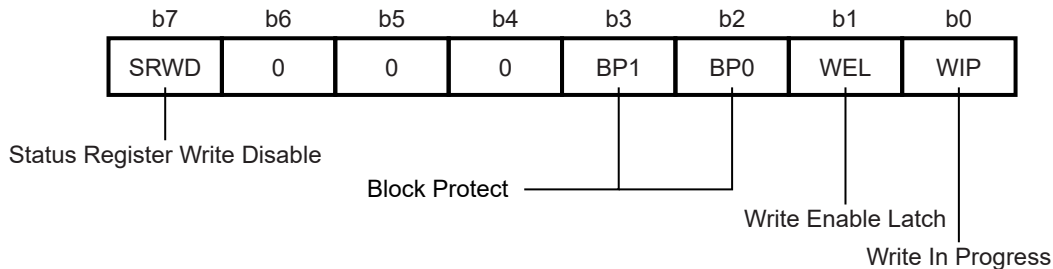 b7 b6 b5 b4 b3 b2 b1 b0
SRWD 0 0 0 BP1 BP0 WEL WIP
Status Register Write Disable
Block Protect
Write Enable Latch
Write In Progress